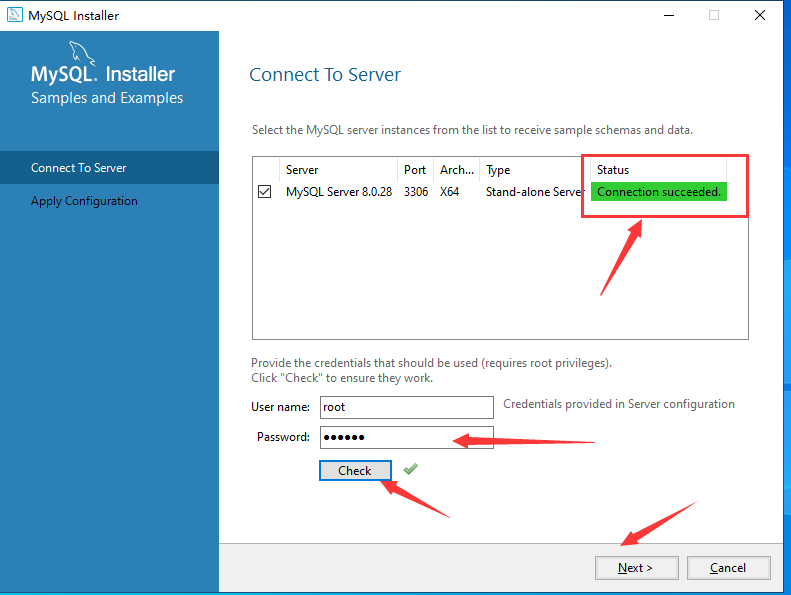 MySQL Installer
MySQL. Installer
Samples and Examples
Connect To Server
Apply Configuration
Connect To Server
Select the MySQL server instances from the list to receive sample schemas and data.
Server Port Arch... Type Status
MySQL Server 8.0.28 3306 X64 Stand-alone Server Connection succeeded.
Provide the credentials that should be used (requires root privileges).
Click "Check" to ensure they work.
User name: root Credentials provided in Server configuration
Password: ●●●●●●
Check
Next > Cancel